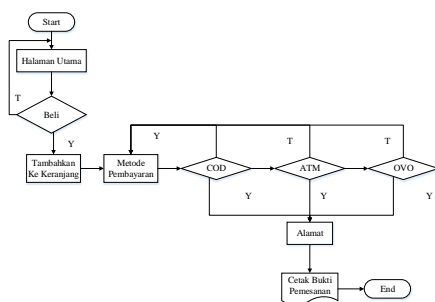 Start
Halaman Utama
T
Beli
Y
Tambahkan
Ke Keranjang
Metode
Pembayaran
Y
COD
T
ATM
T
OVO
Y
Y
Y
Alamat
Cetak Bukti
Pemesanan
End